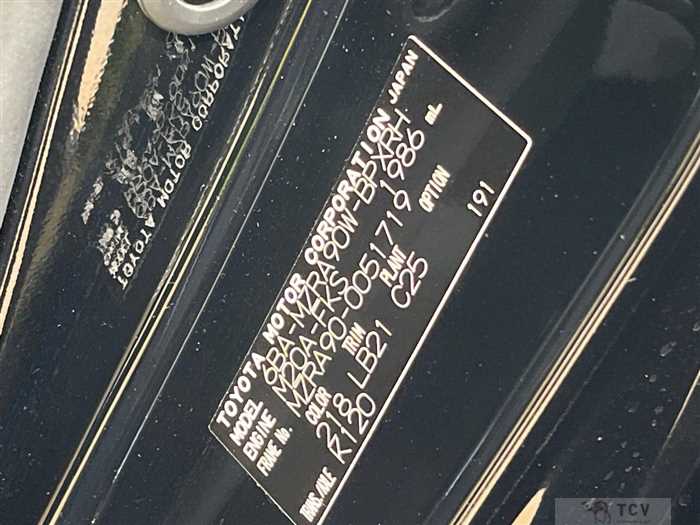 TOYOTA MOTOR CORPORATION JAPAN
MODEL 6BA-MZRA90W-BPXRH
ENGINE M20A-FKS 1986 mL
FRAME No. MZRA90-0051719
COLOR TRIM PLANT OPTION
218 LB21 C25 191
TRANS./AXLE K120
TCV